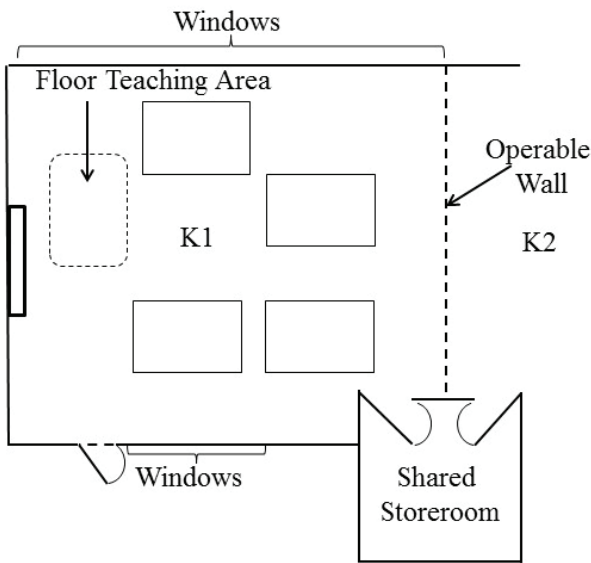 Windows
Floor Teaching Area
Operable
Wall
K1
K2
Windows
Shared
Storeroom